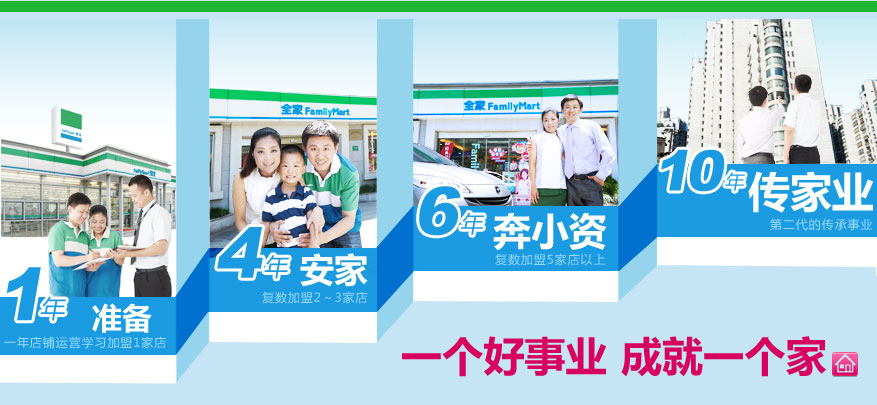 1年 准备
一年店铺运营学习加盟1家店
全家 FamilyMart
4年 安家
复数加盟2~3家店
全家 FamilyMart
Family
6年 奔小资
复数加盟5家店以上
10年 传家业
第二代的传承事业
一个好事业 成就一个家